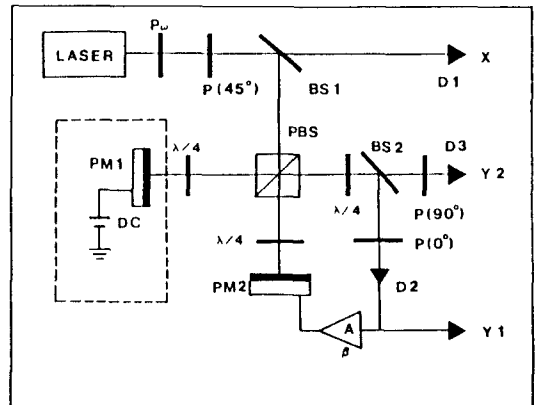 Pω
LASER
P(45°)
BS1
D1
X
PBS
BS2
D3
PM1
λ/4
Y2
λ/4
P(90°)
DC
λ/4
P(0°)
PM2
D2
A
β
Y1